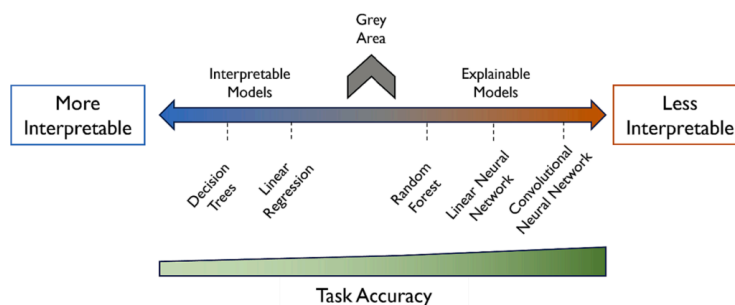 Grey
Area
Interpretable
Models
Explainable
Models
More
Interpretable
Less
Interpretable
Decision
Trees
Linear
Regression
Random
Forest
Linear Neural
Network
Convolutional
Neural Network
Task Accuracy